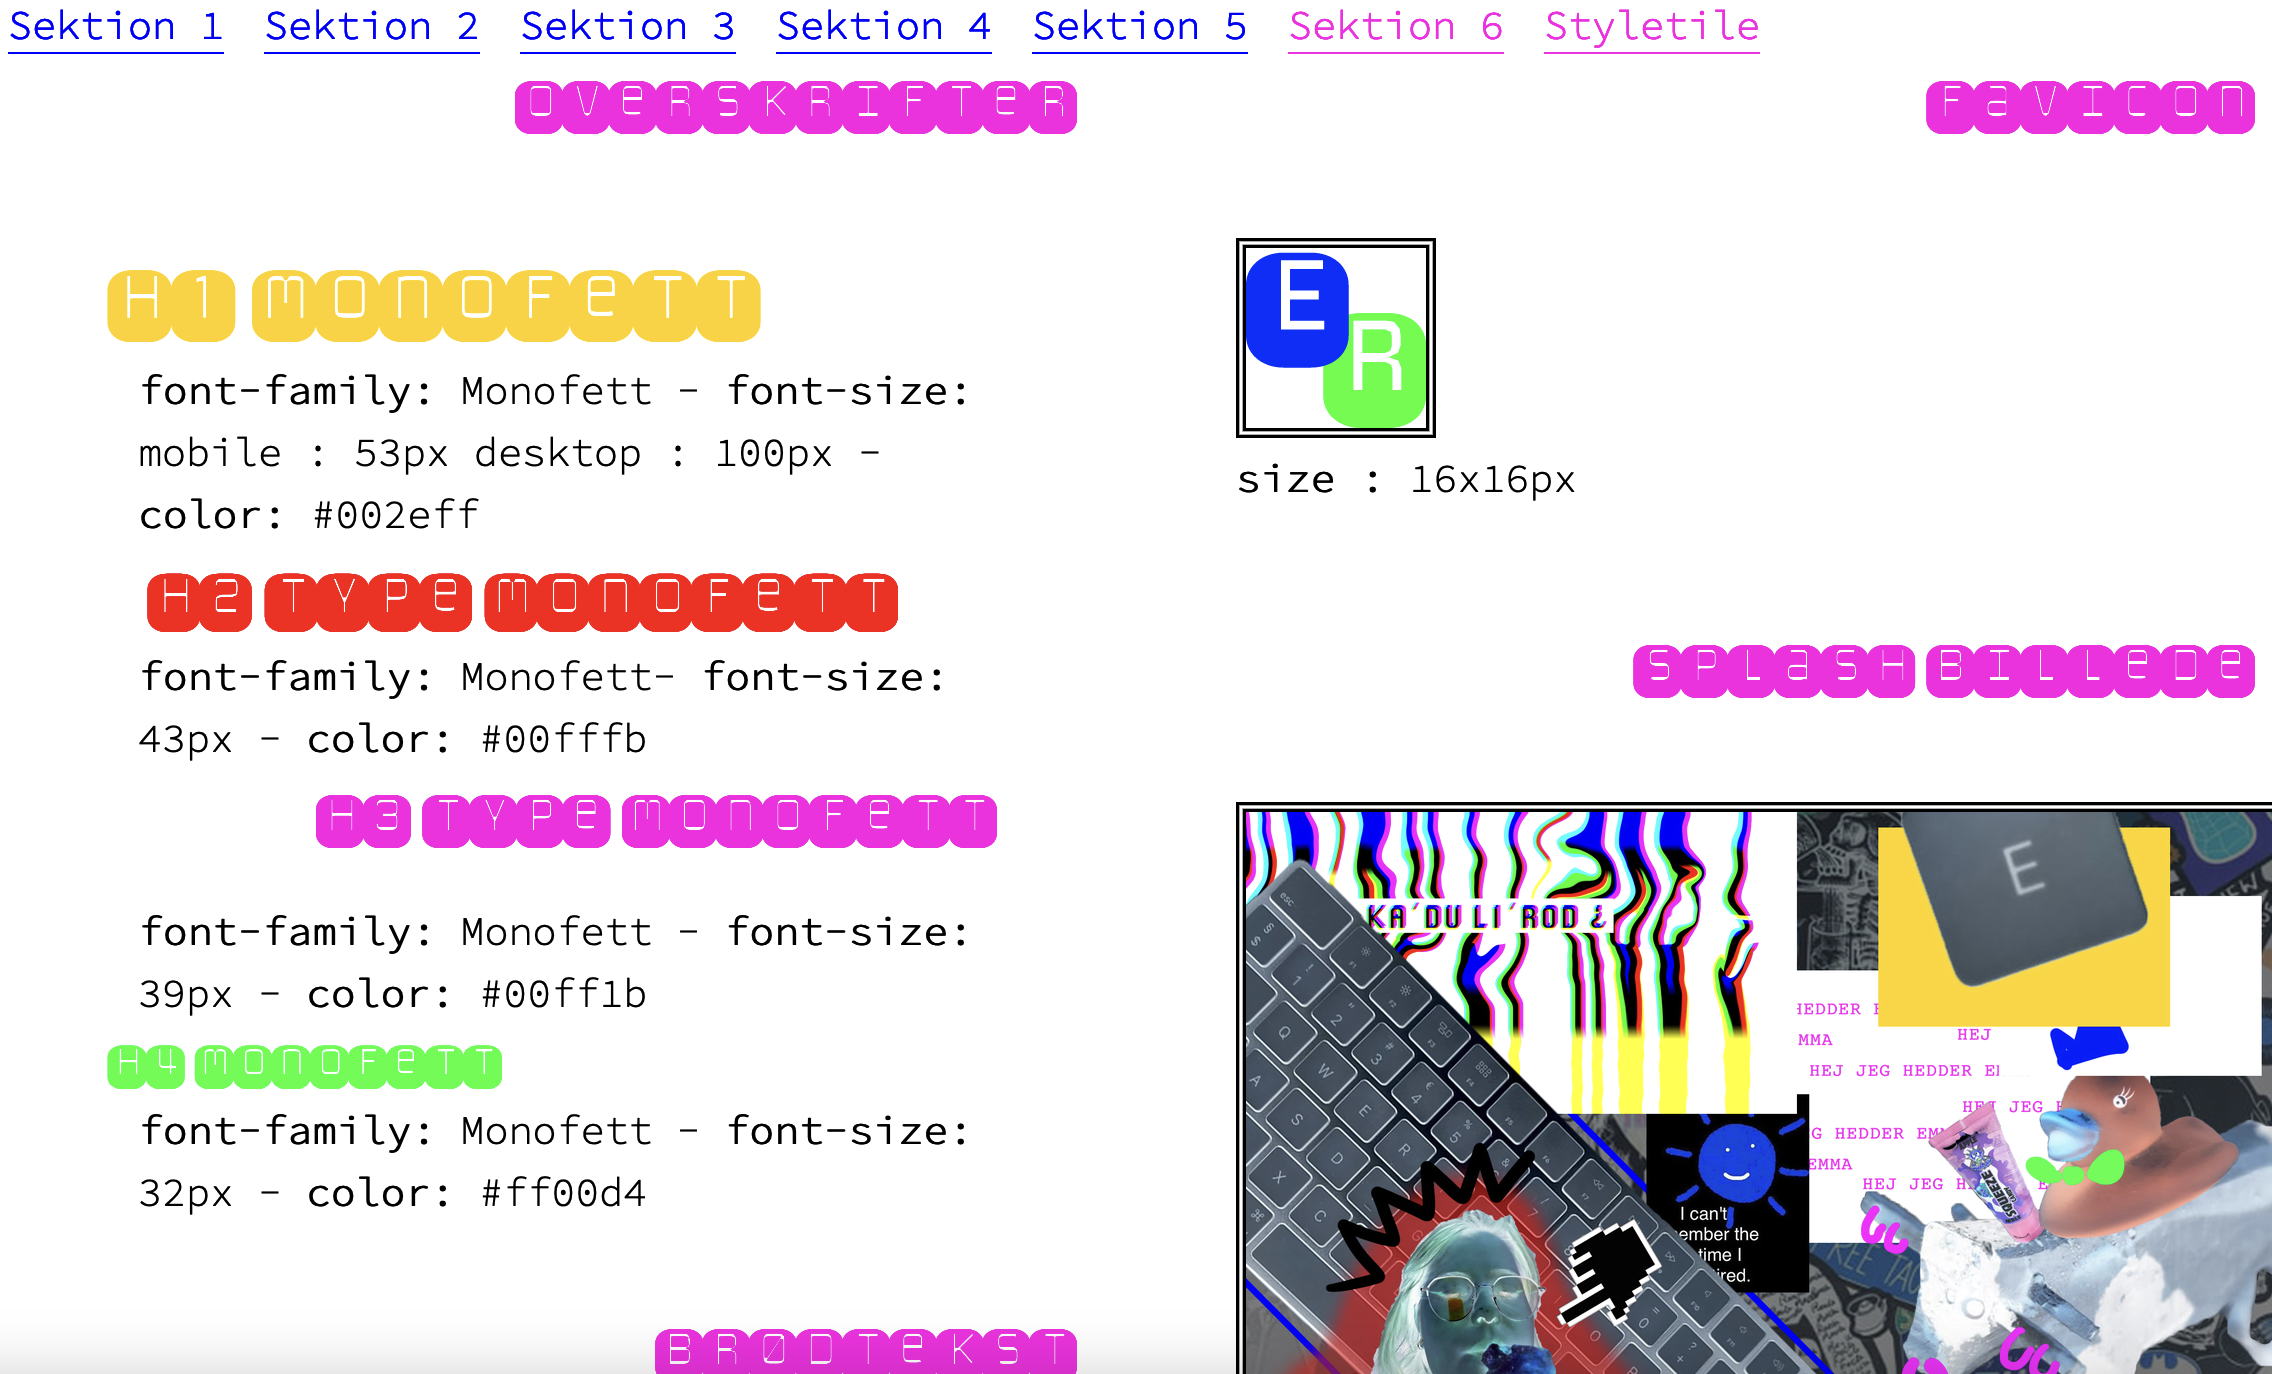 Sektion 1 Sektion 2 Sektion 3 Sektion 4 Sektion 5 Sektion 6 Styletile
OVERSKRIFTER
H1 MONOFETT
font-family: Monofett - font-size:
mobile : 53px desktop : 100px -
color: #002eff
H2 TYPE MONOFETT
font-family: Monofett- font-size:
43px - color: #00fffb
H3 TYPE MONOFETT
font-family: Monofett - font-size:
39px - color: #00ff1b
H4 MONOFETT
font-family: Monofett - font-size:
32px - color: #ff00d4
BRØDTEKST
FAVICON
E
R
size : 16x16px
SPLASH BILLEDE
KA´DU LI´ROD ¿
E
HEDDER
MMA
HEJ
HEJ JEG HEDDER
HEJ JEG
G HEDDER
EMMA
HEJ JEG
I can't
ember the
time I
ired.
SQUEEZE
esc